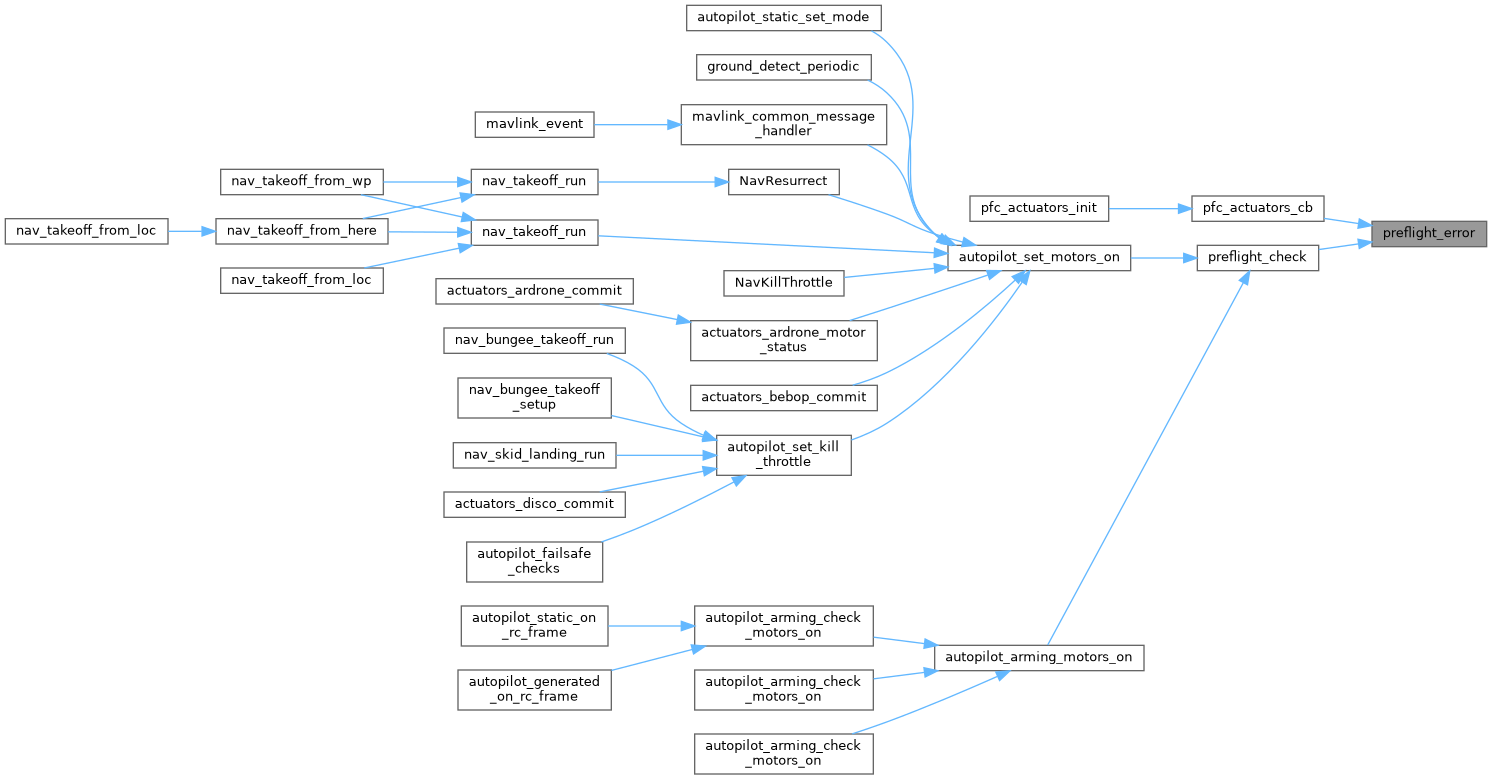 autopilot_static_set_mode
ground_detect_periodic
mavlink_common_message
_handler
mavlink_event
nav_takeoff_from_wp
nav_takeoff_run
NavResurrect
pfc_actuators_init
pfc_actuators_cb
nav_takeoff_from_loc
nav_takeoff_from_here
nav_takeoff_run
preflight_error
autopilot_set_motors_on
preflight_check
nav_takeoff_from_loc
NavKillThrottle
actuators_ardrone_commit
actuators_ardrone_motor
_status
nav_bungee_takeoff_run
nav_bungee_takeoff
_setup
actuators_bebop_commit
nav_skid_landing_run
autopilot_set_kill
_throttle
actuators_disco_commit
autopilot_failsafe
_checks
autopilot_static_on
_rc_frame
autopilot_arming_check
_motors_on
autopilot_arming_motors_on
autopilot_generated
_on_rc_frame
autopilot_arming_check
_motors_on
autopilot_arming_check
_motors_on